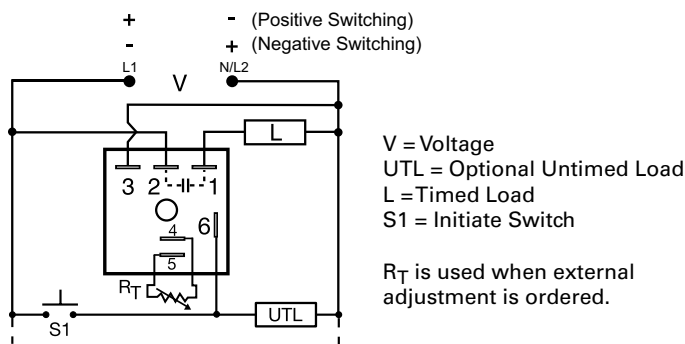 + - (Positive Switching)
- + (Negative Switching)
L1 V N/L2
L
3 2 1
6
4
5
RT
S1 UTL
V = Voltage
UTL = Optional Untimed Load
L = Timed Load
S1 = Initiate Switch
RT is used when external
adjustment is ordered.